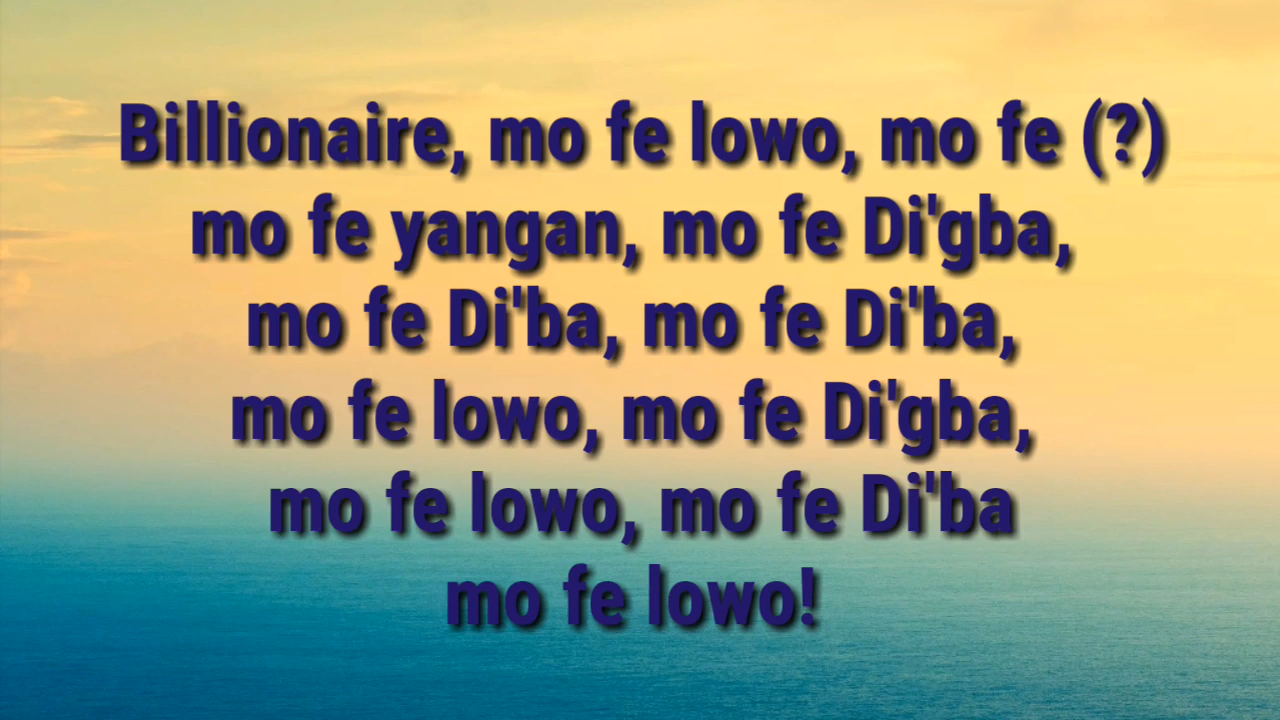 Billionaire, mo fe lowo, mo fe (?)
mo fe yangan, mo fe Di'gba,
mo fe Di'ba, mo fe Di'ba,
mo fe lowo, mo fe Di'gba,
mo fe lowo, mo fe Di'ba
mo fe lowo!